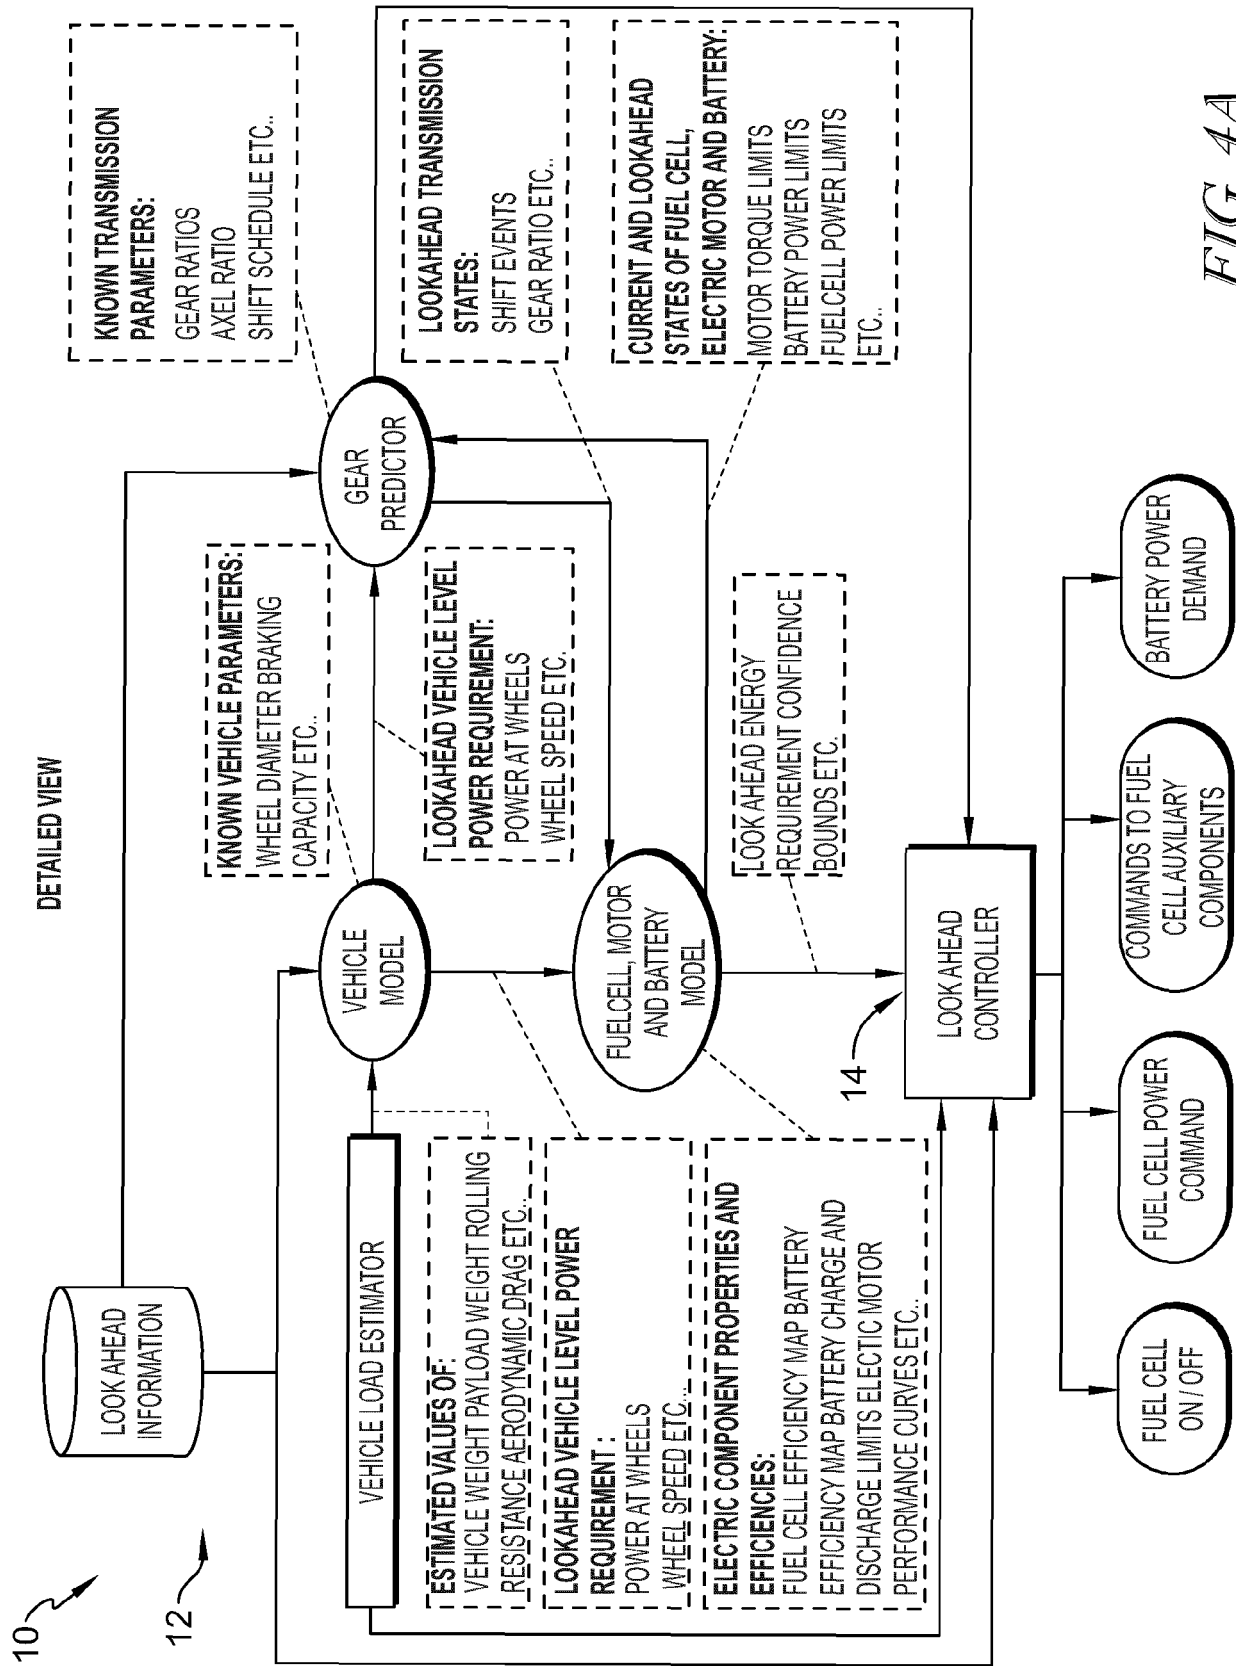 DETAILED VIEW
10
12
LOOK AHEAD
INFORMATION
VEHICLE LOAD ESTIMATOR
VEHICLE
MODEL
GEAR
PREDICTOR
KNOWN TRANSMISSION
PARAMETERS:
GEAR RATIOS
AXEL RATIO
SHIFT SCHEDULE ETC..
KNOWN VEHICLE PARAMETERS:
WHEEL DIAMETER BRAKING
CAPACITY ETC..
ESTIMATED VALUES OF:
VEHICLE WEIGHT PAYLOAD WEIGHT ROLLING
RESISTANCE AERODYNAMIC DRAG ETC..
LOOKAHEAD VEHICLE LEVEL
POWER REQUIREMENT:
POWER AT WHEELS
WHEEL SPEED ETC.
LOOKAHEAD TRANSMISSION
STATES:
SHIFT EVENTS
GEAR RATIO ETC..
LOOKAHEAD VEHICLE LEVEL POWER
REQUIREMENT :
POWER AT WHEELS
WHEEL SPEED ETC..
FUELCELL, MOTOR
AND BATTERY
MODEL
CURRENT AND LOOKAHEAD
STATES OF FUEL CELL,
ELECTRIC MOTOR AND BATTERY:
MOTOR TORQUE LIMITS
BATTERY POWER LIMITS
FUELCELL POWER LIMITS
ETC..
ELECTRIC COMPONENT PROPERTIES AND
EFFICIENCIES:
FUEL CELL EFFICIENCY MAP BATTERY
EFFICIENCY MAP BATTERY CHARGE AND
DISCHARGE LIMITS ELECTIC MOTOR
PERFORMANCE CURVES ETC..
LOOKAHEAD ENERGY
REQUIREMENT CONFIDENCE
BOUNDS ETC.
14
LOOKAHEAD
CONTROLLER
FUEL CELL
ON / OFF
FUEL CELL POWER
COMMAND
COMMANDS TO FUEL
CELL AUXILIARY
COMPONENTS
BATTERY POWER
DEMAND
FIG 4A